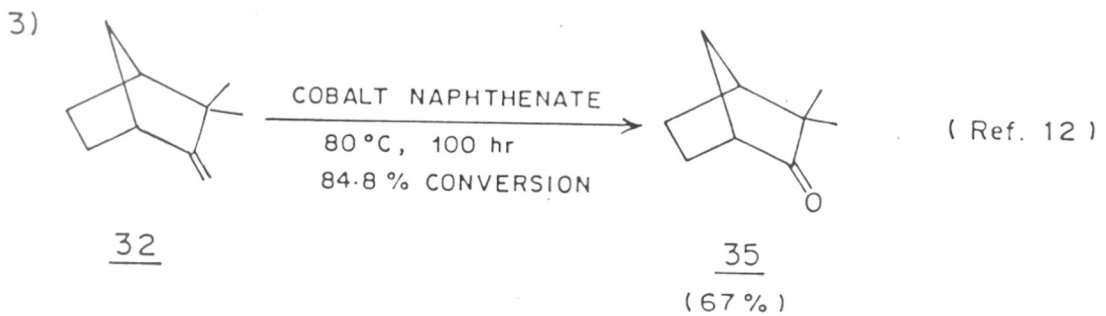 3)
COBALT NAPHTHENATE
80°C, 100 hr
84·8 % CONVERSION
(Ref. 12)
O
32
35
(67%)